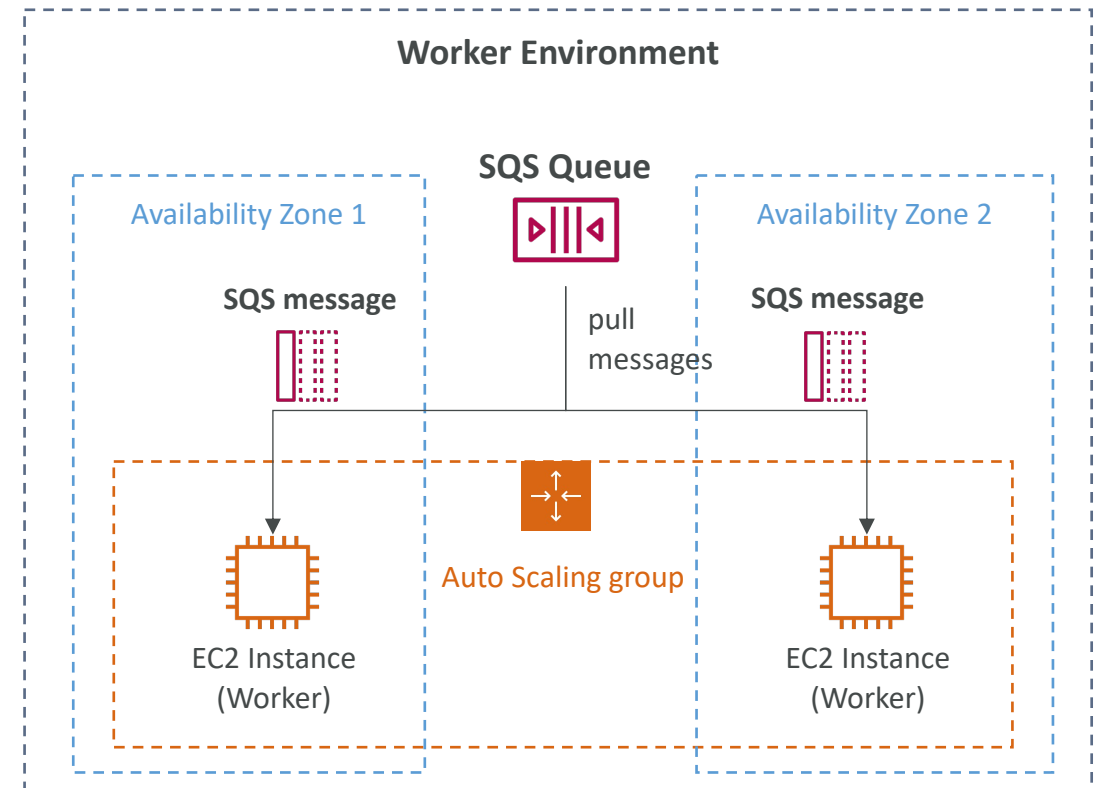 Worker Environment
SQS Queue
Availability Zone 1
Availability Zone 2
SQS message
SQS message
pull
messages
Auto Scaling group
EC2 Instance
(Worker)
EC2 Instance
(Worker)